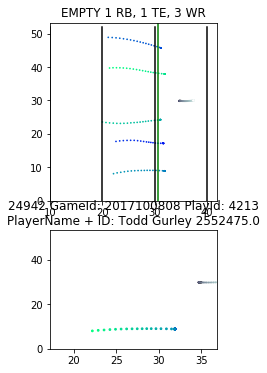 EMPTY 1 RB, 1 TE, 3 WR
50
40
30
20
10
0
10 20 30 40
24942 GameId: 2017100808 PlayId: 4213
PlayerName + ID: Todd Gurley 2552475.0
40
20
0
20 25 30 35